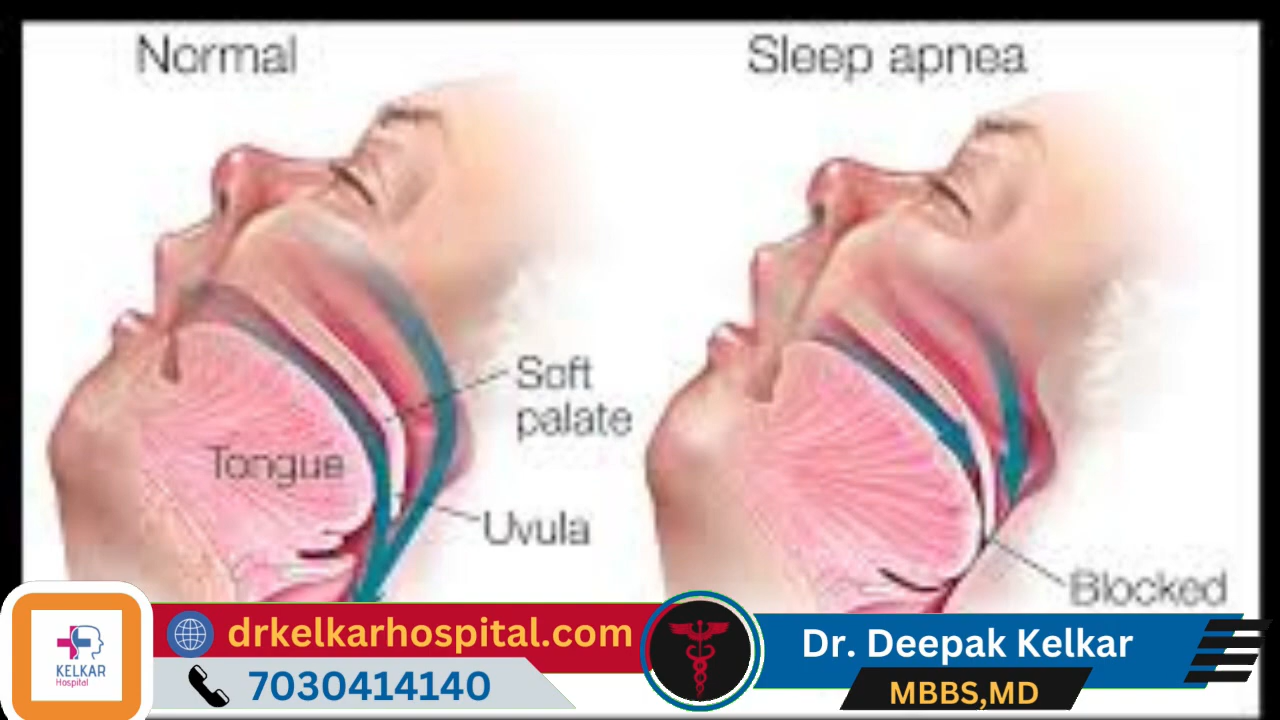 Normal
Sleep apnea
Soft
palate
Tongue
Uvula
Blocked
KELKAR
Hospital
drkelkarhospital.com
7030414140
Dr. Deepak Kelkar
MBBS,MD